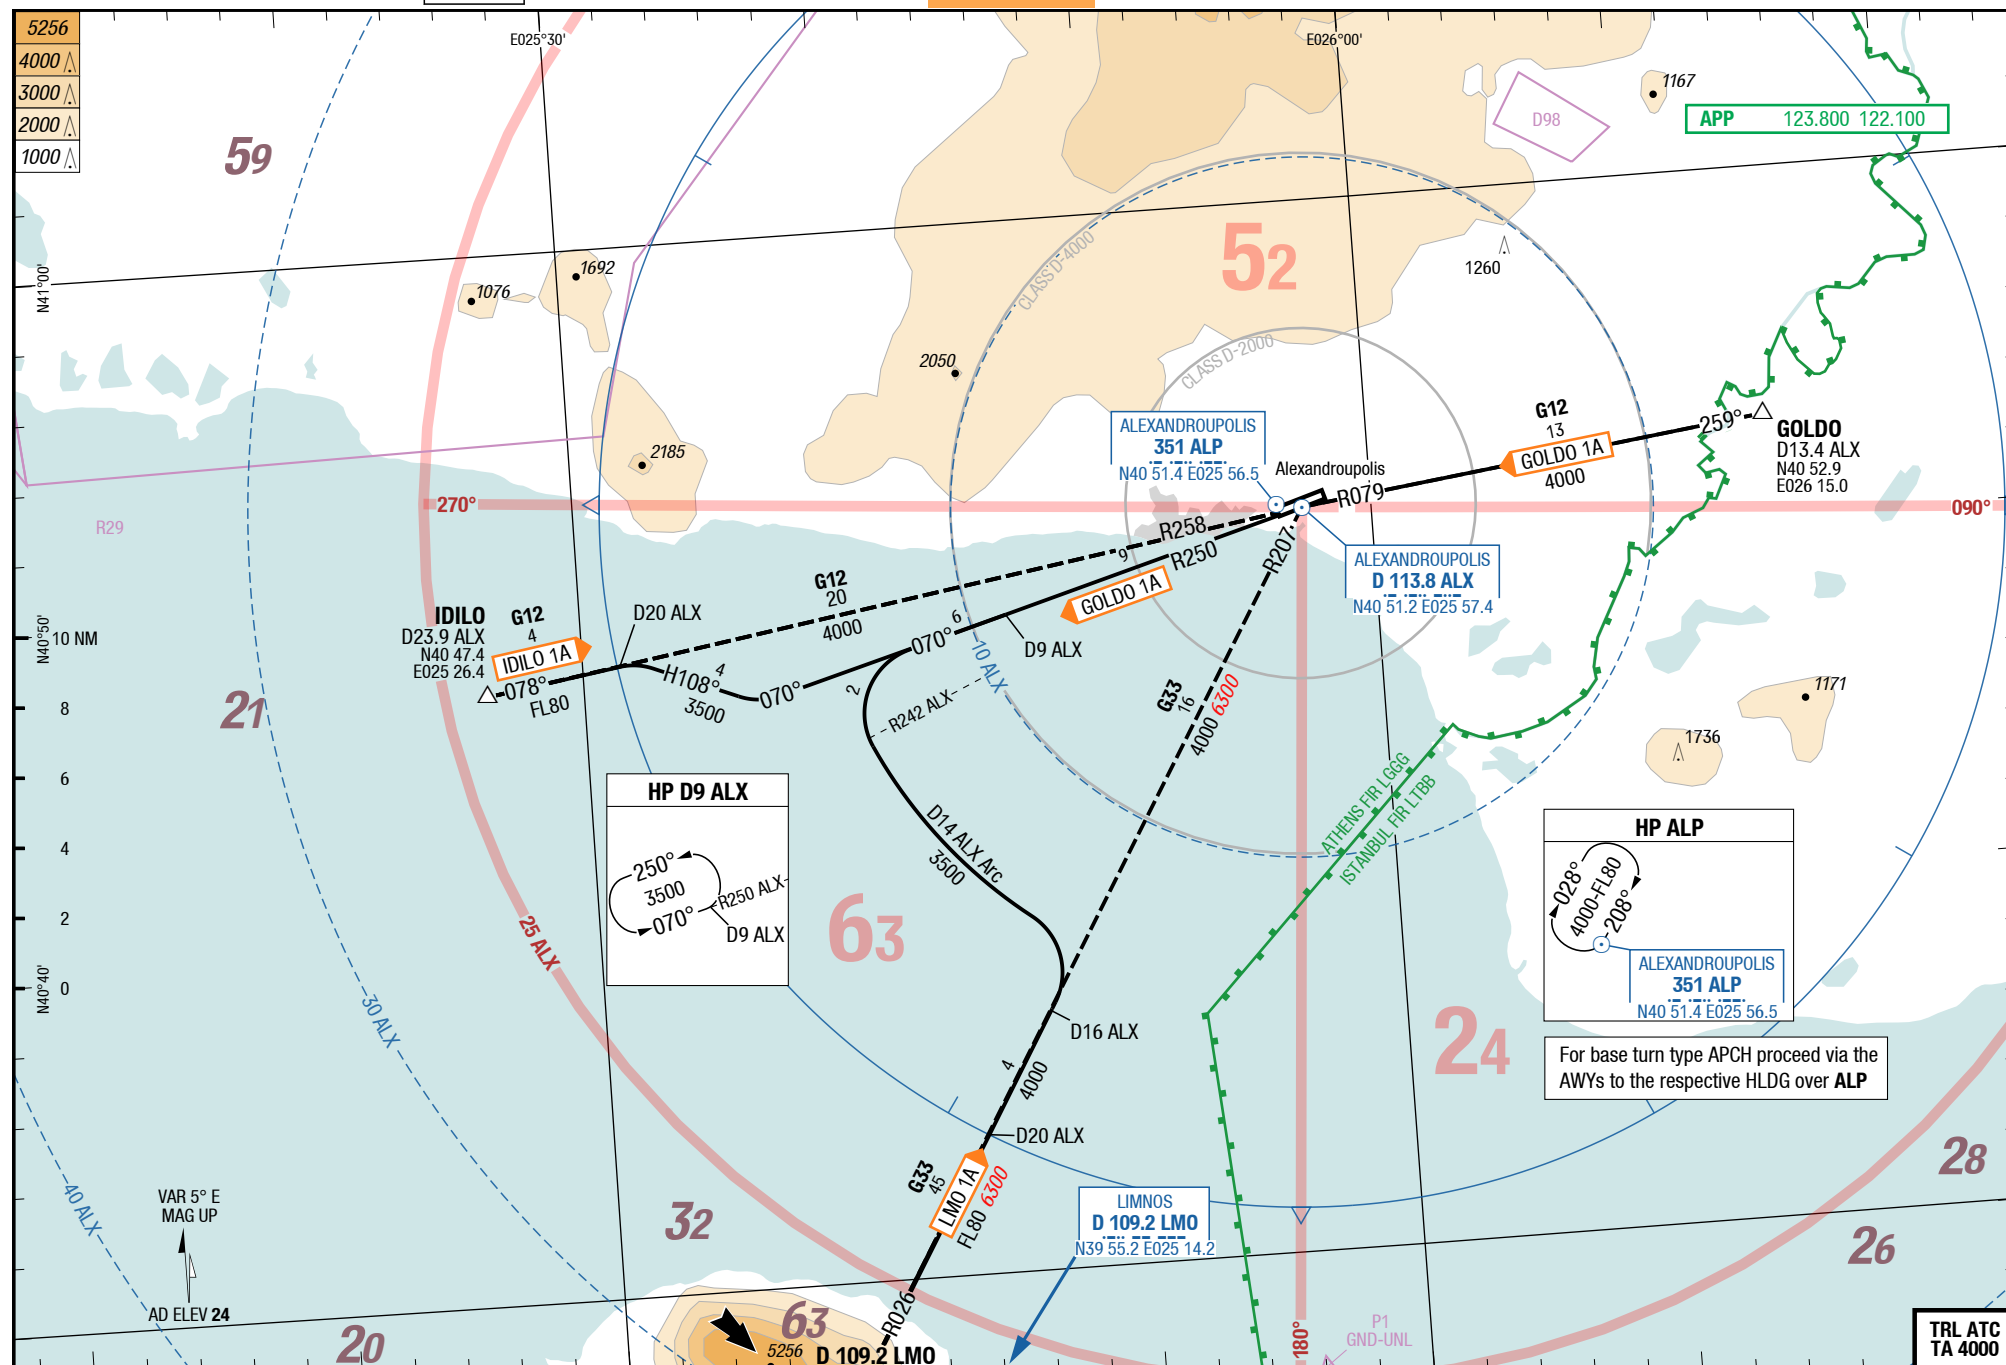 5256
4000
3000
2000
1000
E025°30'
E026°00'
1167
D98
APP 123.800 122.100
59
52
CLASS D-4000
CLASS D-2000
1260
N41°00'
1692
1076
2050
2185
ALEXANDROUPOLIS
351 ALP
N40 51.4 E025 56.5
Alexandroupolis
G12
13
GOLDO 1A
4000
259°
GOLDO
D13.4 ALX
N40 52.9
E026 15.0
R079
270°
090°
R29
R258
9
R250
R207
GOLDO 1A
ALEXANDROUPOLIS
D 113.8 ALX
N40 51.2 E025 57.4
G12
20
4000
IDILO
D23.9 ALX
N40 47.4
E025 26.4
G12
4
IDILO 1A
078°
FL80
D20 ALX
H108°
4
3500
070°
070°
6
D9 ALX
10 ALX
2
R242 ALX
G33
16
4000 6300
N40°50'
10 NM
8
6
4
2
0
N40°40'
21
1171
1736
HP D9 ALX
250°
3500
070°
R250 ALX
D9 ALX
D14 ALX Arc
3500
63
ATHENS FIR LGGG
ISTANBUL FIR LTBB
HP ALP
028°
4000-FL80
208°
ALEXANDROUPOLIS
351 ALP
N40 51.4 E025 56.5
For base turn type APCH proceed via the
AWYs to the respective HLDG over ALP
25 ALX
30 ALX
40 ALX
D16 ALX
4
4000
D20 ALX
24
28
26
G33
45
LMO 1A
FL80 6300
LIMNOS
D 109.2 LMO
N39 55.2 E025 14.2
32
VAR 5° E
MAG UP
AD ELEV 24
20
63
5256
R026
D 109.2 LMO
180°
P1
GND-UNL
TRL ATC
TA 4000